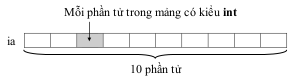 Mỗi phần tử trong mảng có kiểu int
ia
10 phần tử